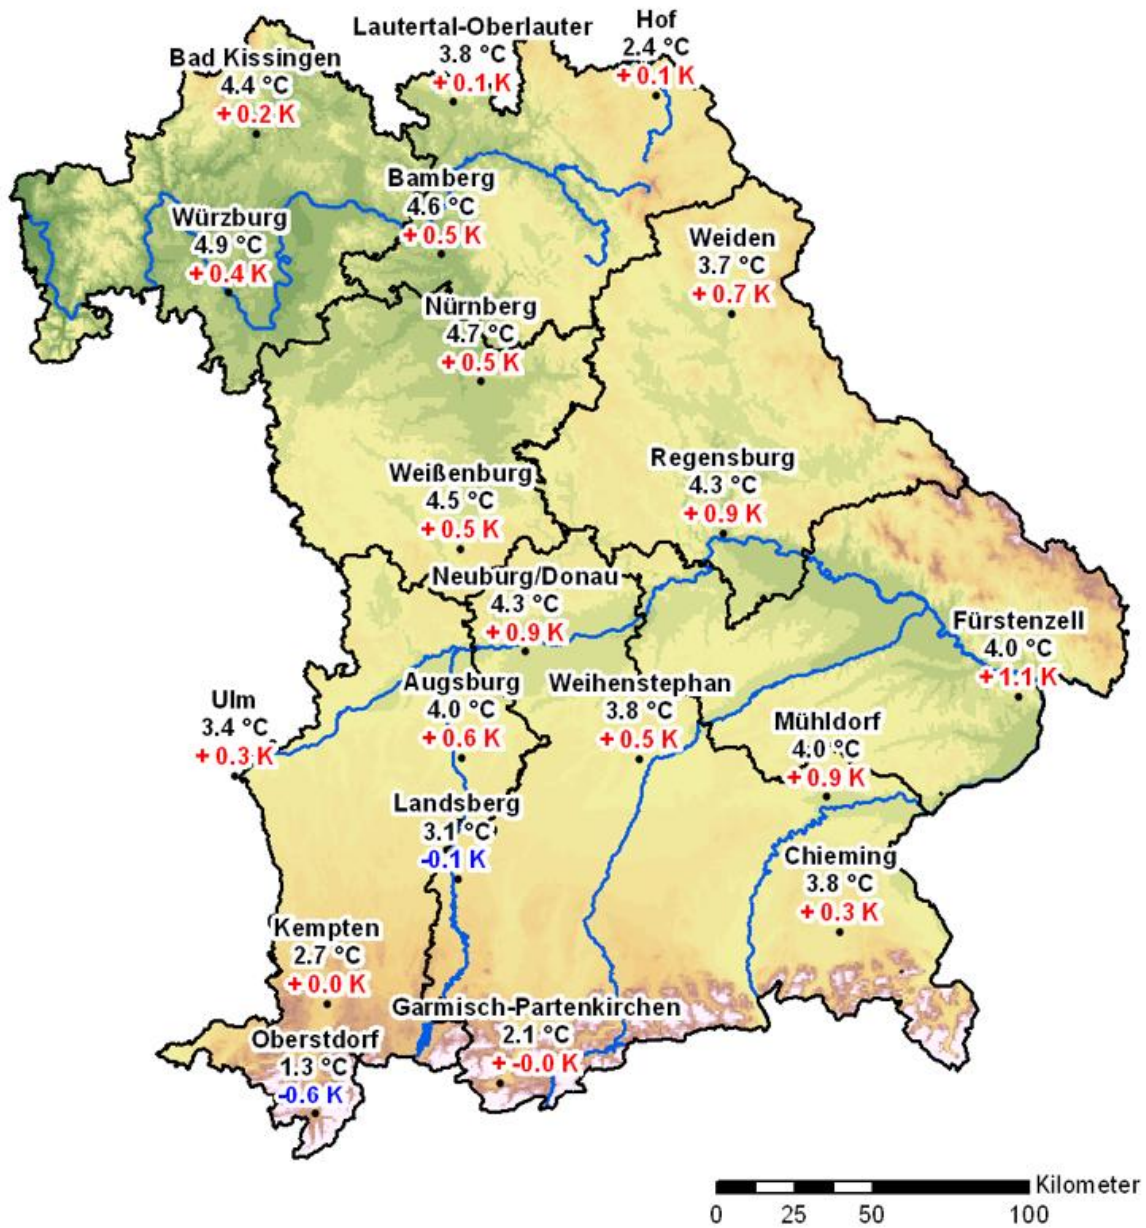 Lautertal-Oberlauter
3.8 °C
+ 0.1 K
Hof
2.4 °C
+ 0.1 K
Bad Kissingen
4.4 °C
+ 0.2 K
Bamberg
4.6 °C
+ 0.5 K
Würzburg
4.9 °C
+ 0.4 K
Weiden
3.7 °C
+ 0.7 K
Nürnberg
4.7 °C
+ 0.5 K
Weißenburg
4.5 °C
+ 0.5 K
Regensburg
4.3 °C
+ 0.9 K
Neuburg/Donau
4.3 °C
+ 0.9 K
Fürstenzell
4.0 °C
+ 1.1 K
Ulm
3.4 °C
+ 0.3 K
Augsburg
4.0 °C
+ 0.6 K
Weihenstephan
3.8 °C
+ 0.5 K
Mühldorf
4.0 °C
+ 0.9 K
Landsberg
3.1 °C
-0.1 K
Chieming
3.8 °C
+ 0.3 K
Kempten
2.7 °C
+ 0.0 K
Garmisch-Partenkirchen
2.1 °C
+ -0.0 K
Oberstdorf
1.3 °C
-0.6 K
Kilometer
0 25 50 100